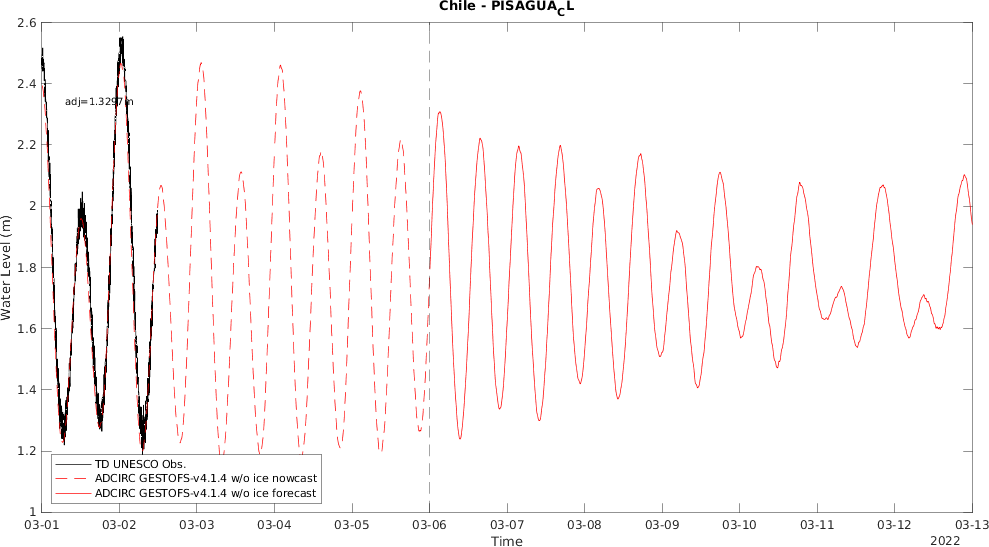 Chile - PISAGUA_CL
2.6
2.4
2.2
2
1.8
1.6
1.4
1.2
1
Water Level (m)
adj=1.3297m
TD UNESCO Obs.
ADCIRC GESTOFS-v4.1.4 w/o ice nowcast
ADCIRC GESTOFS-v4.1.4 w/o ice forecast
03-01 03-02 03-03 03-04 03-05 03-06 03-07 03-08 03-09 03-10 03-11 03-12 03-13
Time
2022